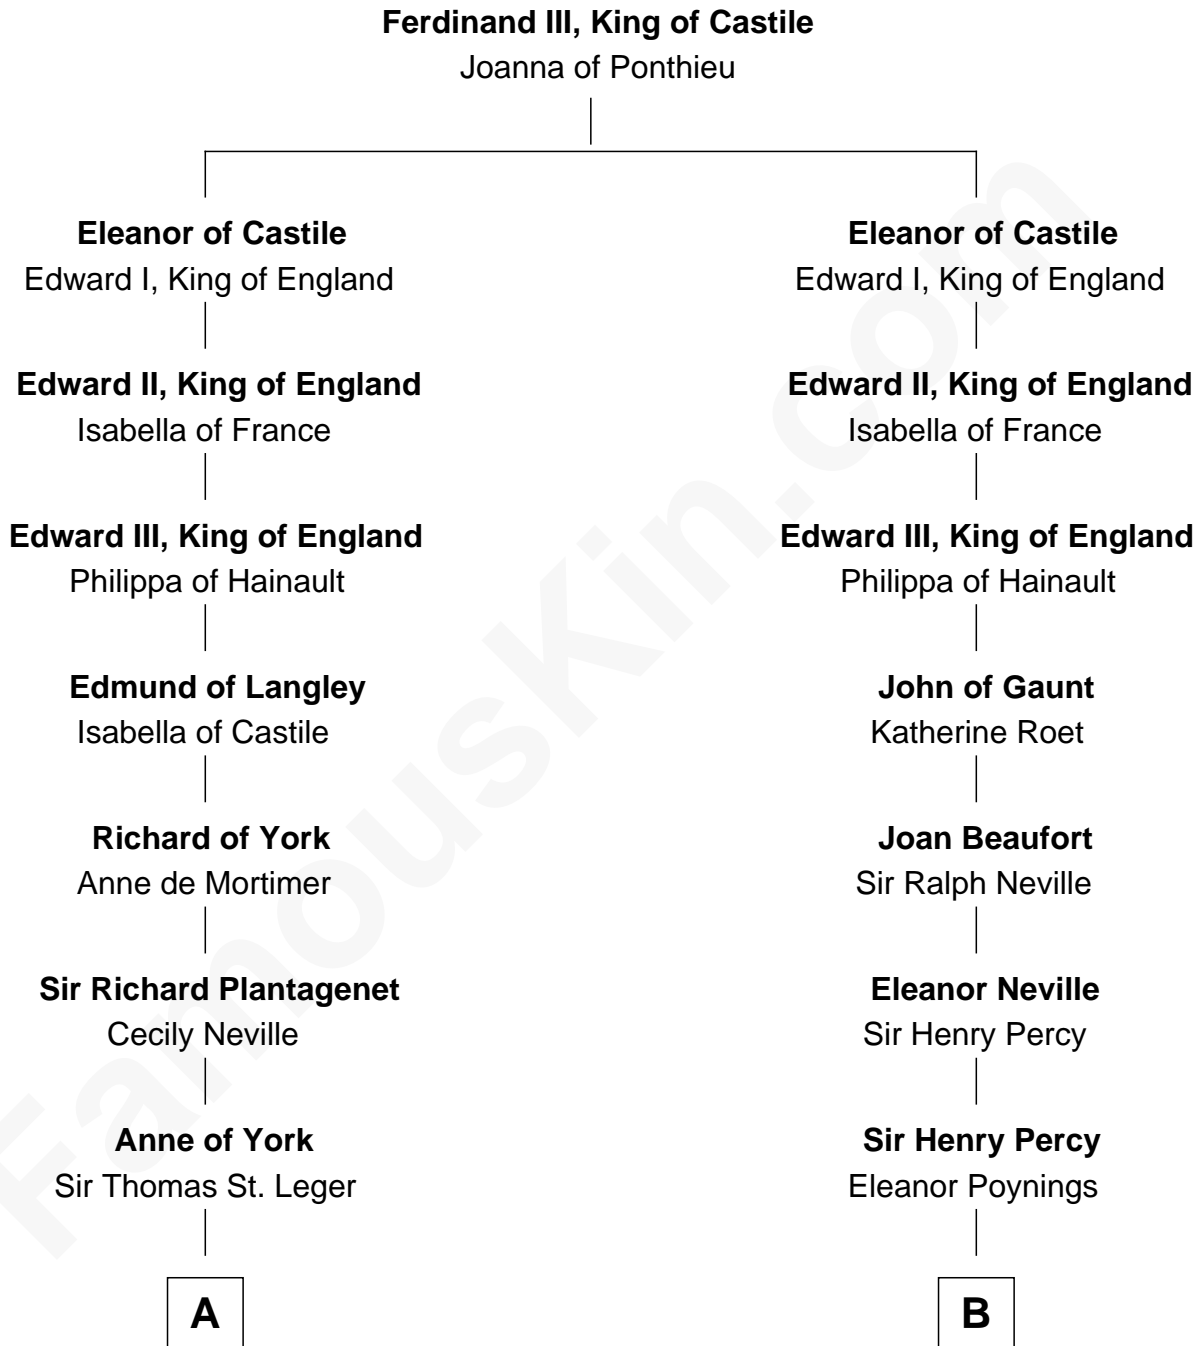 Ferdinand III, King of Castile
Joanna of Ponthieu
Eleanor of Castile
Edward I, King of England
Edward II, King of England
Isabella of France
Edward III, King of England
Philippa of Hainault
Edmund of Langley
Isabella of Castile
Richard of York
Anne de Mortimer
Sir Richard Plantagenet
Cecily Neville
Anne of York
Sir Thomas St. Leger
A
Eleanor of Castile
Edward I, King of England
Edward II, King of England
Isabella of France
Edward III, King of England
Philippa of Hainault
John of Gaunt
Katherine Roet
Joan Beaufort
Sir Ralph Neville
Eleanor Neville
Sir Henry Percy
Sir Henry Percy
Eleanor Poynings
B
FamousKin.com